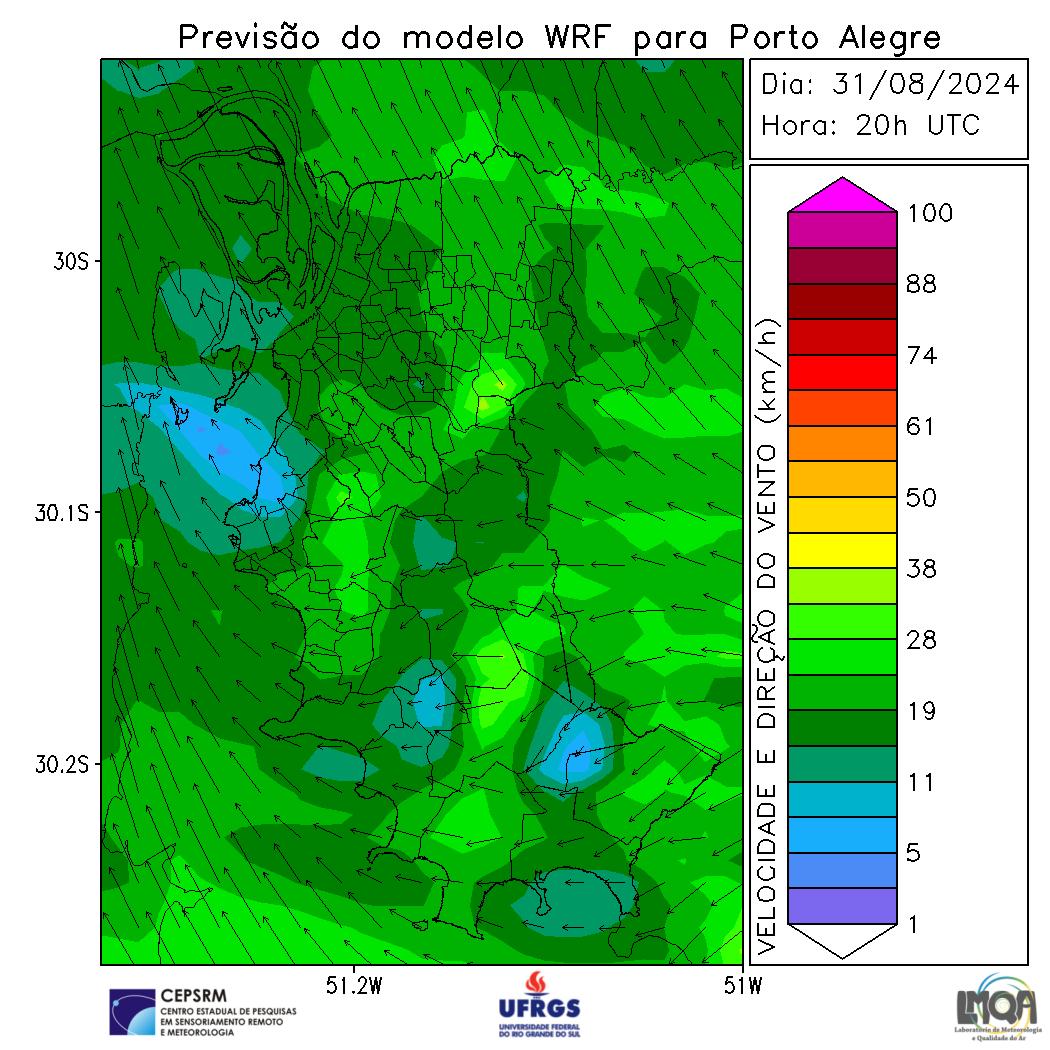 Previsão do modelo WRF para Porto Alegre
Dia: 31/08/2024
Hora: 20h UTC
30S
30.1S
30.2S
51.2W
51W
VELOCIDADE E DIREÇÃO DO VENTO (km/h)
100
88
74
61
50
38
28
19
11
5
1
CEPSRM
CENTRO ESTADUAL DE PESQUISAS
EM SENSORIAMENTO REMOTO
E METEOROLOGIA
UFRGS
UNIVERSIDADE FEDERAL
DO RIO GRANDE DO SUL
LMQA
Laboratório de Meteorologia
e Qualidade do Ar